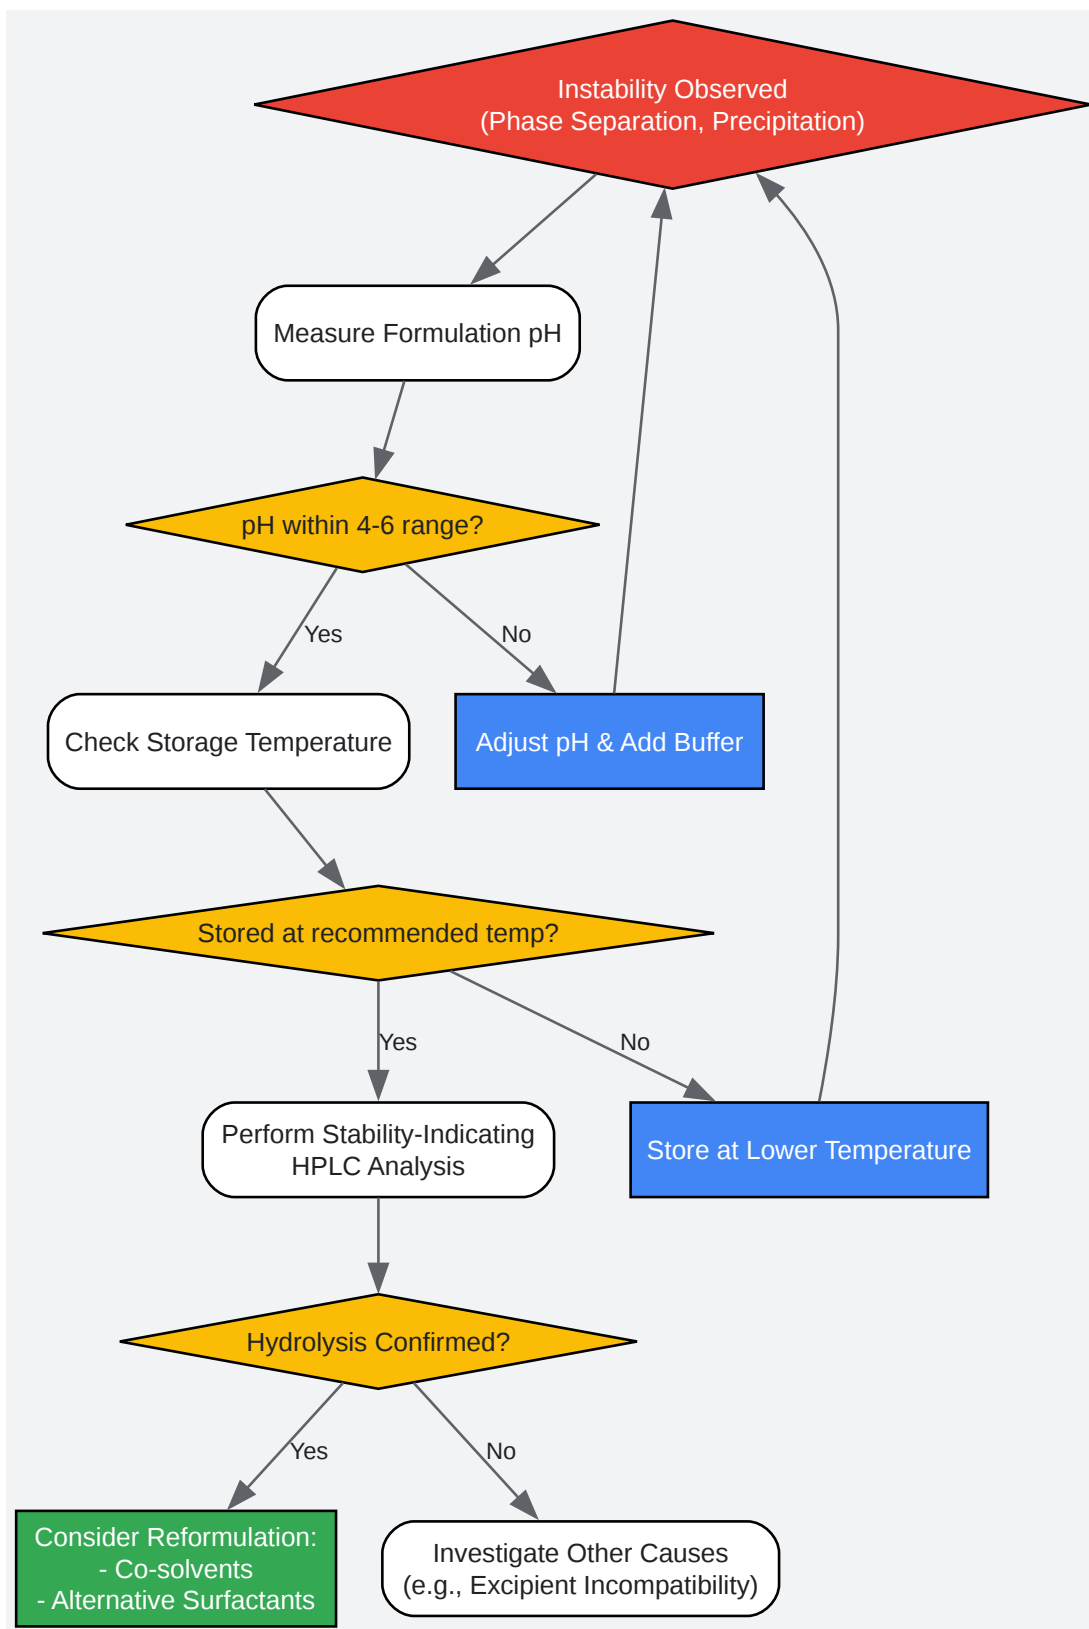 Instability Observed
(Phase Separation, Precipitation)
Measure Formulation pH
pH within 4-6 range?
Yes
No
Check Storage Temperature
Adjust pH & Add Buffer
Stored at recommended temp?
Yes
No
Perform Stability-Indicating
HPLC Analysis
Store at Lower Temperature
Hydrolysis Confirmed?
Yes
No
Consider Reformulation:
- Co-solvents
- Alternative Surfactants
Investigate Other Causes
(e.g., Excipient Incompatibility)